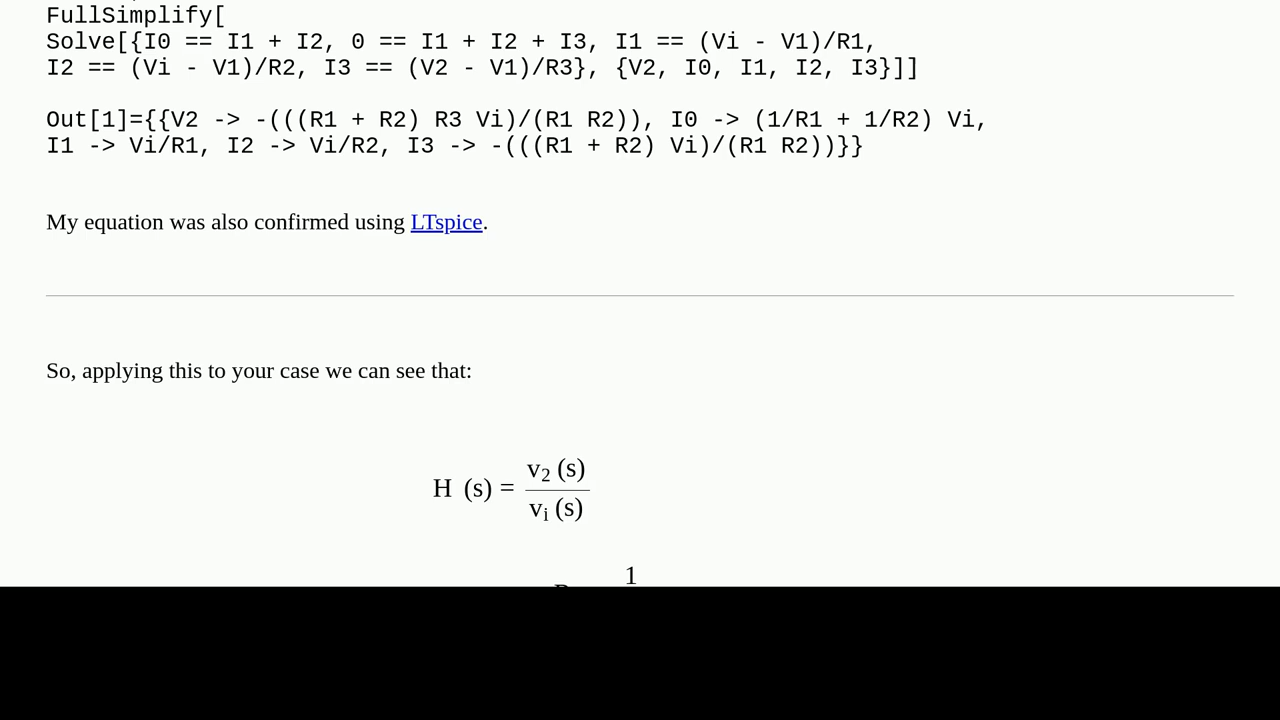 FullSimplify[
Solve[{I0 == I1 + I2, 0 == I1 + I2 + I3, I1 == (Vi - V1)/R1,
I2 == (Vi - V1)/R2, I3 == (V2 - V1)/R3}, {V2, I0, I1, I2, I3}]]
Out[1]={{V2 -> -(((R1 + R2) R3 Vi)/(R1 R2)), I0 -> (1/R1 + 1/R2) Vi,
I1 -> Vi/R1, I2 -> Vi/R2, I3 -> -(((R1 + R2) Vi)/(R1 R2))}}
My equation was also confirmed using LTspice.
So, applying this to your case we can see that:
H (s) = v₂ (s) / vᵢ (s)
1